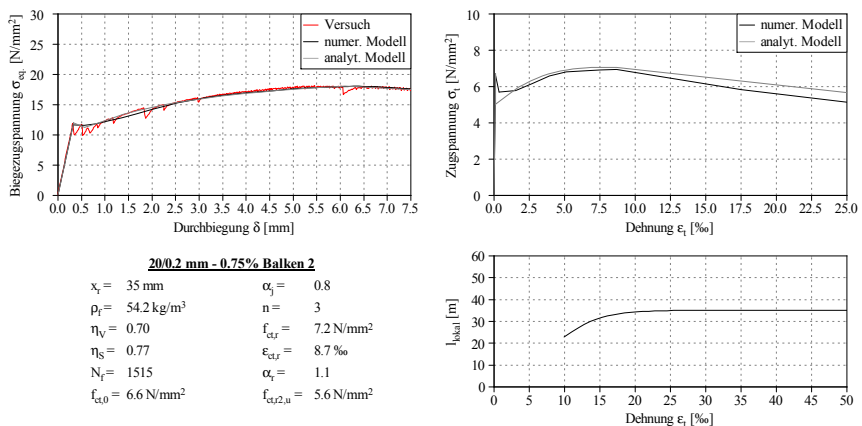 Biegezugspannung σeq. [N/mm²]
30
25
20
15
10
5
0
0.0 0.5 1.0 1.5 2.0 2.5 3.0 3.5 4.0 4.5 5.0 5.5 6.0 6.5 7.0 7.5
Durchbiegung δ [mm]
Versuch
numer. Modell
analyt. Modell
Zugspannung σt [N/mm²]
10
8
6
4
2
0
0.0 2.5 5.0 7.5 10.0 12.5 15.0 17.5 20.0 22.5 25.0
Dehnung εt [‰]
numer. Modell
analyt. Modell
20/0.2 mm - 0.75% Balken 2
xr = 35 mm αj = 0.8
ρf = 54.2 kg/m³ n = 3
ηV = 0.70 fct,r = 7.2 N/mm²
ηS = 0.77 εct,r = 8.7 ‰
Nf = 1515 αr = 1.1
fct,0 = 6.6 N/mm² fct,r2,u = 5.6 N/mm²
llokal [m]
60
50
40
30
20
10
0
0 5 10 15 20 25 30 35 40 45 50
Dehnung εt [‰]